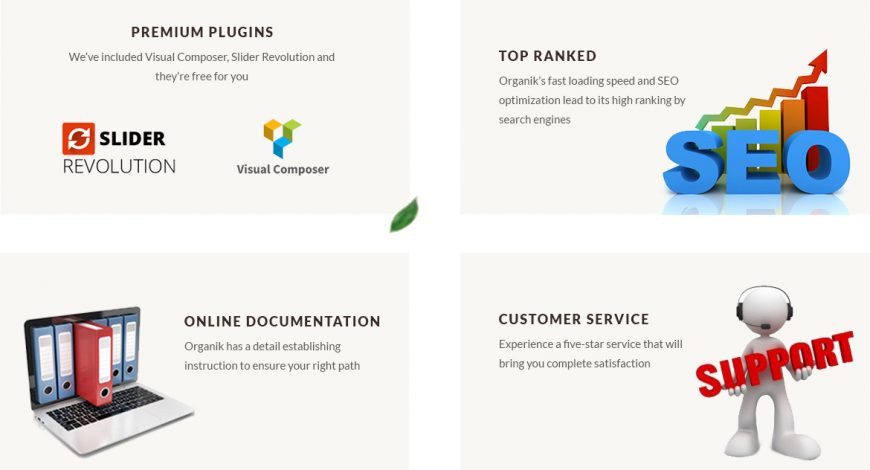 PREMIUM PLUGINS
We've included Visual Composer, Slider Revolution and
they're free for you
SLIDER
REVOLUTION
Visual Composer
TOP RANKED
Organik's fast loading speed and SEO
optimization lead to its high ranking by
search engines
SEO
ONLINE DOCUMENTATION
Organik has a detail establishing
instruction to ensure your right path
CUSTOMER SERVICE
Experience a five-star service that will
bring you complete satisfaction
SUPPORT